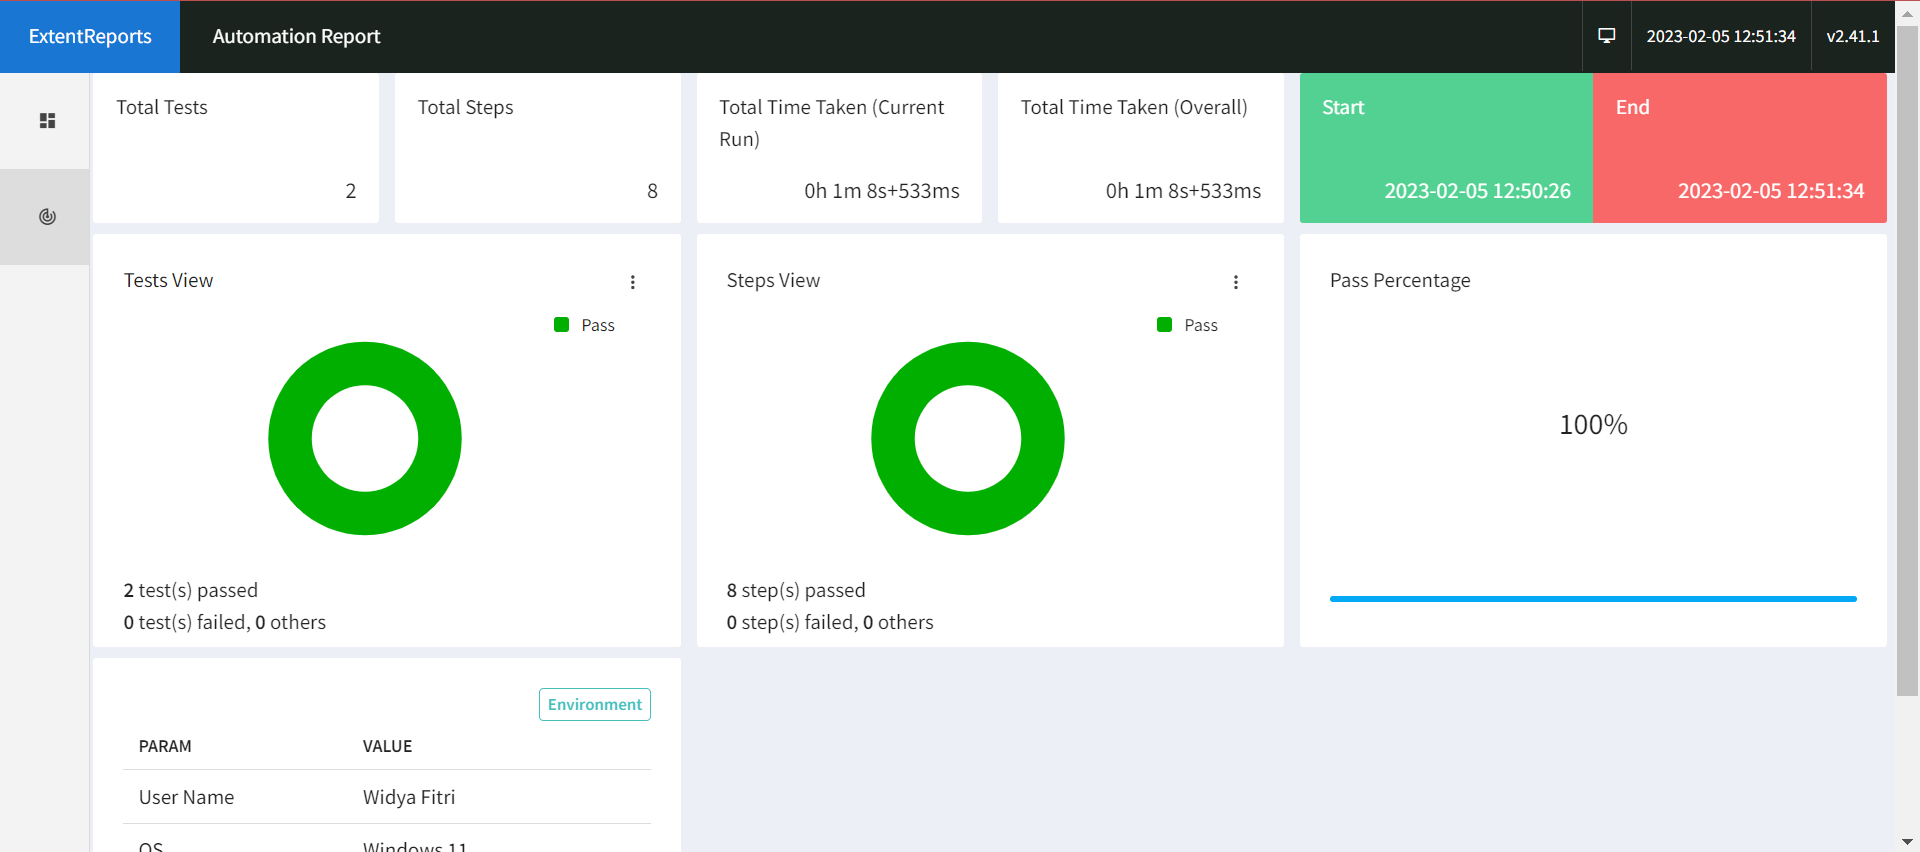 ExtentReports
Automation Report
2023-02-05 12:51:34
v2.41.1
Total Tests
2
Total Steps
8
Total Time Taken (Current
Run)
0h 1m 8s+533ms
Total Time Taken (Overall)
0h 1m 8s+533ms
Start
2023-02-05 12:50:26
End
2023-02-05 12:51:34
Tests View
Pass
2 test(s) passed
0 test(s) failed, 0 others
Steps View
Pass
8 step(s) passed
0 step(s) failed, 0 others
Pass Percentage
100%
Environment
PARAM VALUE
User Name Widya Fitri
OS Windows 11